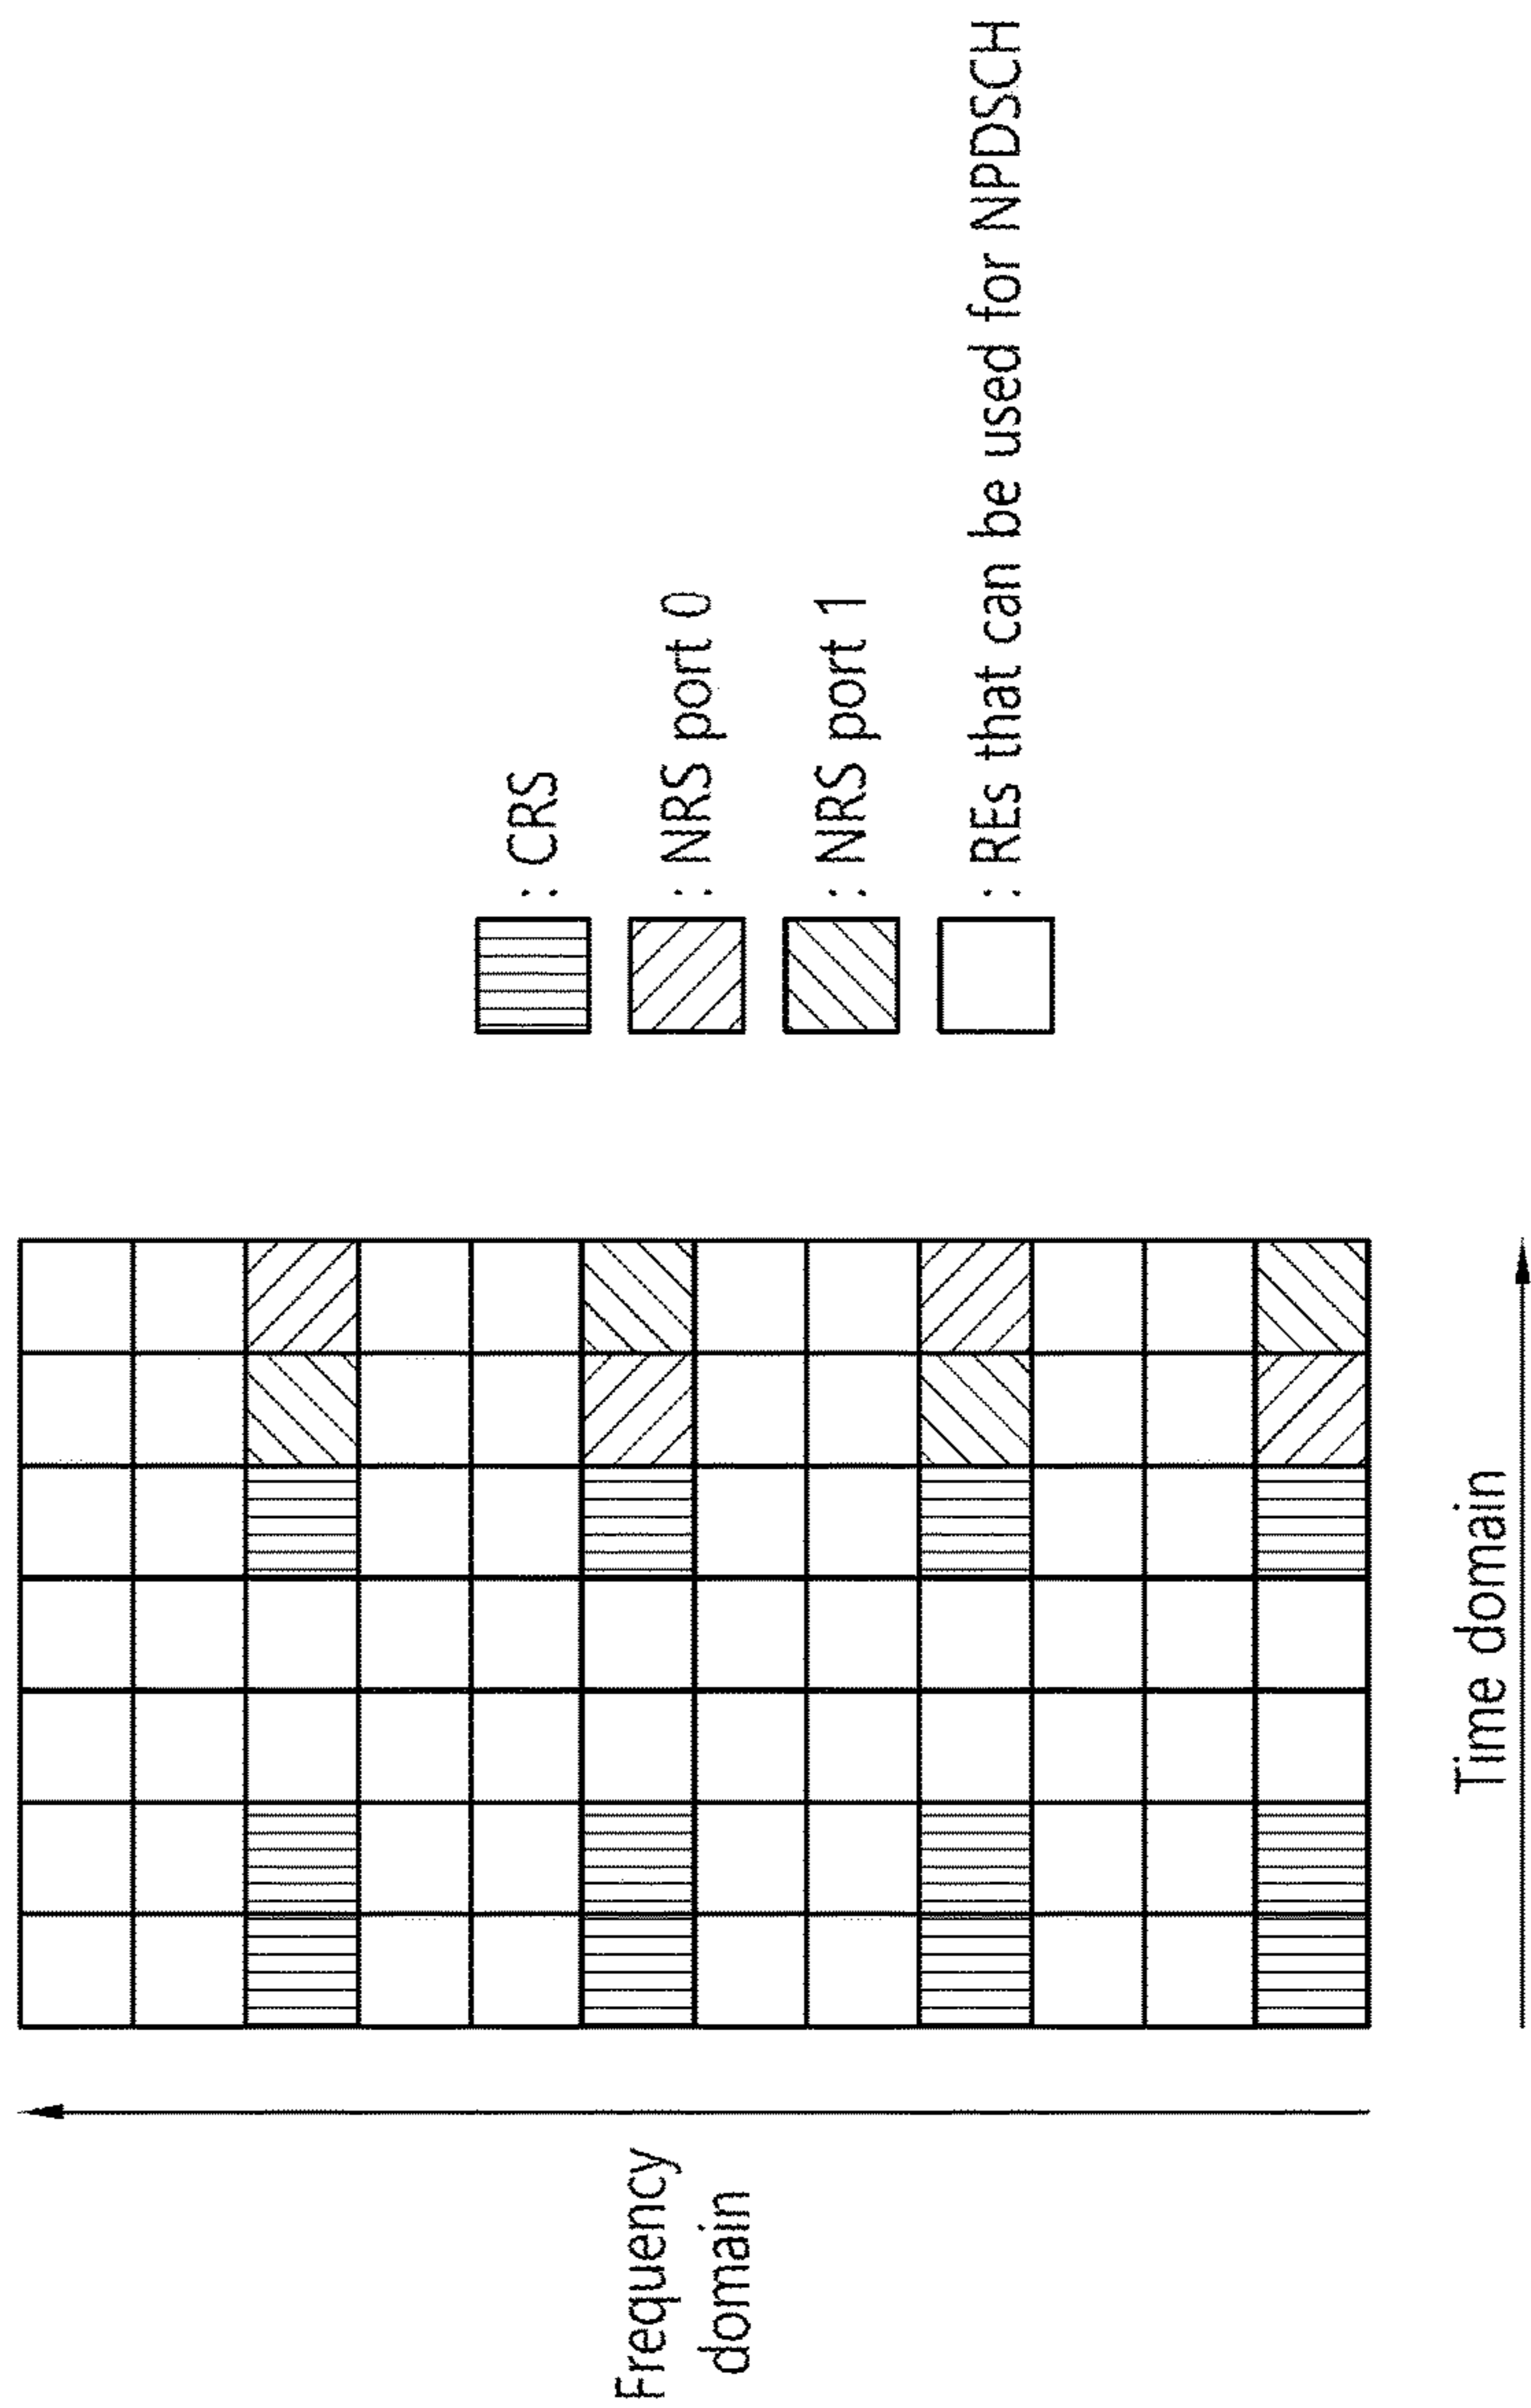 : CRS
: NRS port 0
: NRS port 1
: REs that can be used for NPDSCH
Frequency
domain
Time domain